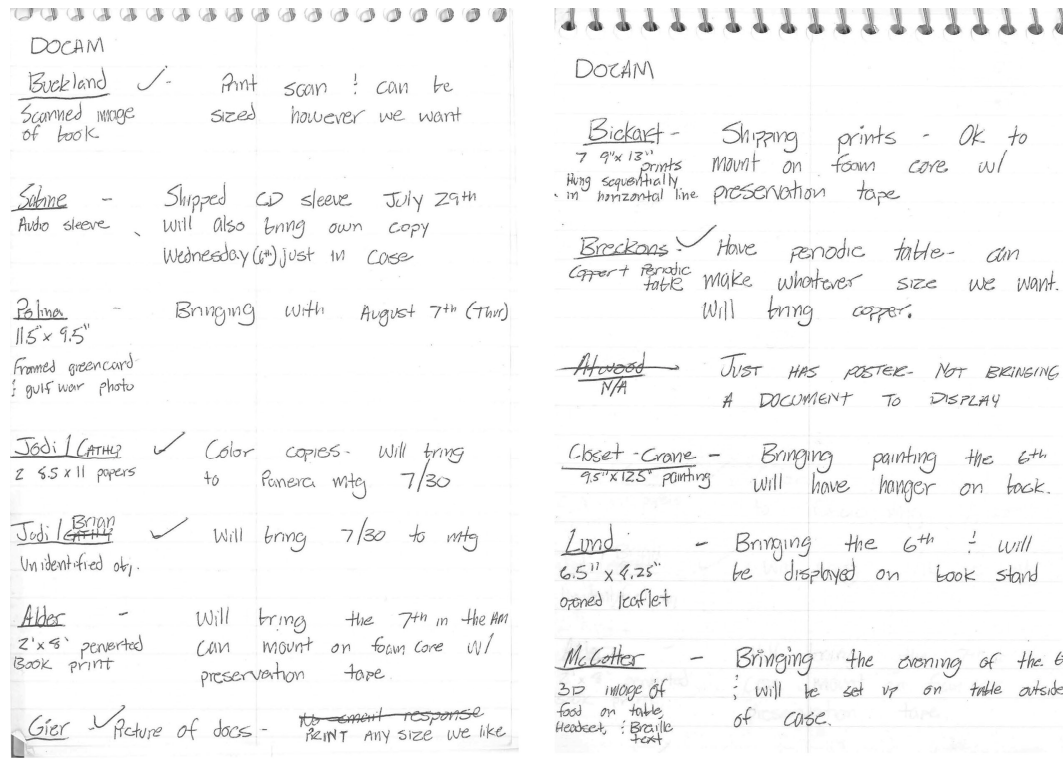 DOCAM
Buckland ✓- Print scan & can be
Scanned image sized however we want
of book
Sabine - Shipped CD sleeve July 29th
Audio sleeve will also bring own copy
Wednesday (6th) just in case
Palma - Bringing with August 7th (Thur)
11.5" x 9.5"
Framed greencard
& gulf war photo
Jodi / CATHY ✓ Color copies - Will bring
2 8.5 x 11 papers to Panera mtg 7/30
Brian
Jodi / CATHY ✓ Will bring 7/30 to mtg
Unidentified obj.
Alder - Will bring the 7th in the AM
2'x8' perverted can mount on foam core w/
Book print preservation tape.
No email response
Gier ✓ Picture of docs - PRINT ANY SIZE WE LIKE
DOCAM
Bickart - Shipping prints - Ok to
7 9"x 13" prints mount on foam core w/
Hung sequentially preservation tape
in horizontal line
Breckons ✓ Have periodic table - can
Copper + Periodic table make whatever size we want.
Will bring copper.
Atwood JUST HAS POSTER - NOT BRINGING
N/A A DOCUMENT TO DISPLAY
Closet-Crane - Bringing painting the 6th
9.5"x12.5" painting will have hanger on back.
Lund - Bringing the 6th & will
6.5" x 4.25" be displayed on book stand
opened leaflet
McCotter - Bringing the evening of the 6
3D image of & will be set up on table outside
food on table, of case.
Headset, & Braille
text